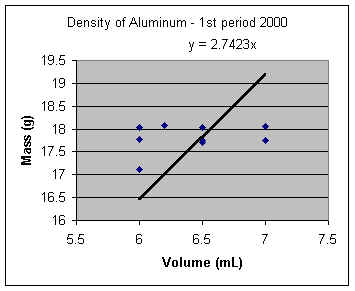 Density of Aluminum - 1st period 2000
y = 2.7423x
19.5
19
18.5
18
17.5
17
16.5
16
Mass (g)
5.5 6 6.5 7 7.5
Volume (mL)